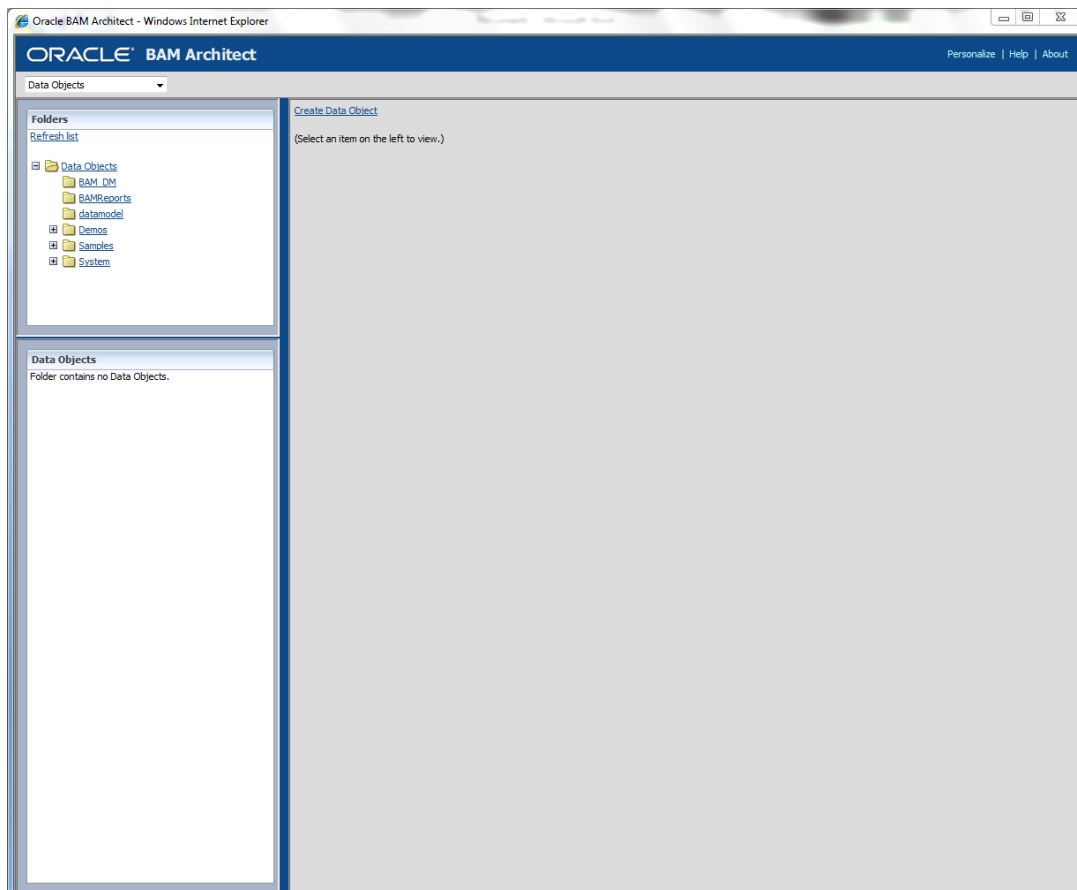 Oracle BAM Architect - Windows Internet Explorer
ORACLE BAM Architect
Personalize | Help | About
Data Objects
Folders
Refresh list
Data Objects
BAM_DM
BAMReports
datamodel
Demos
Samples
System
Data Objects
Folder contains no Data Objects.
Create Data Object
(Select an item on the left to view.)